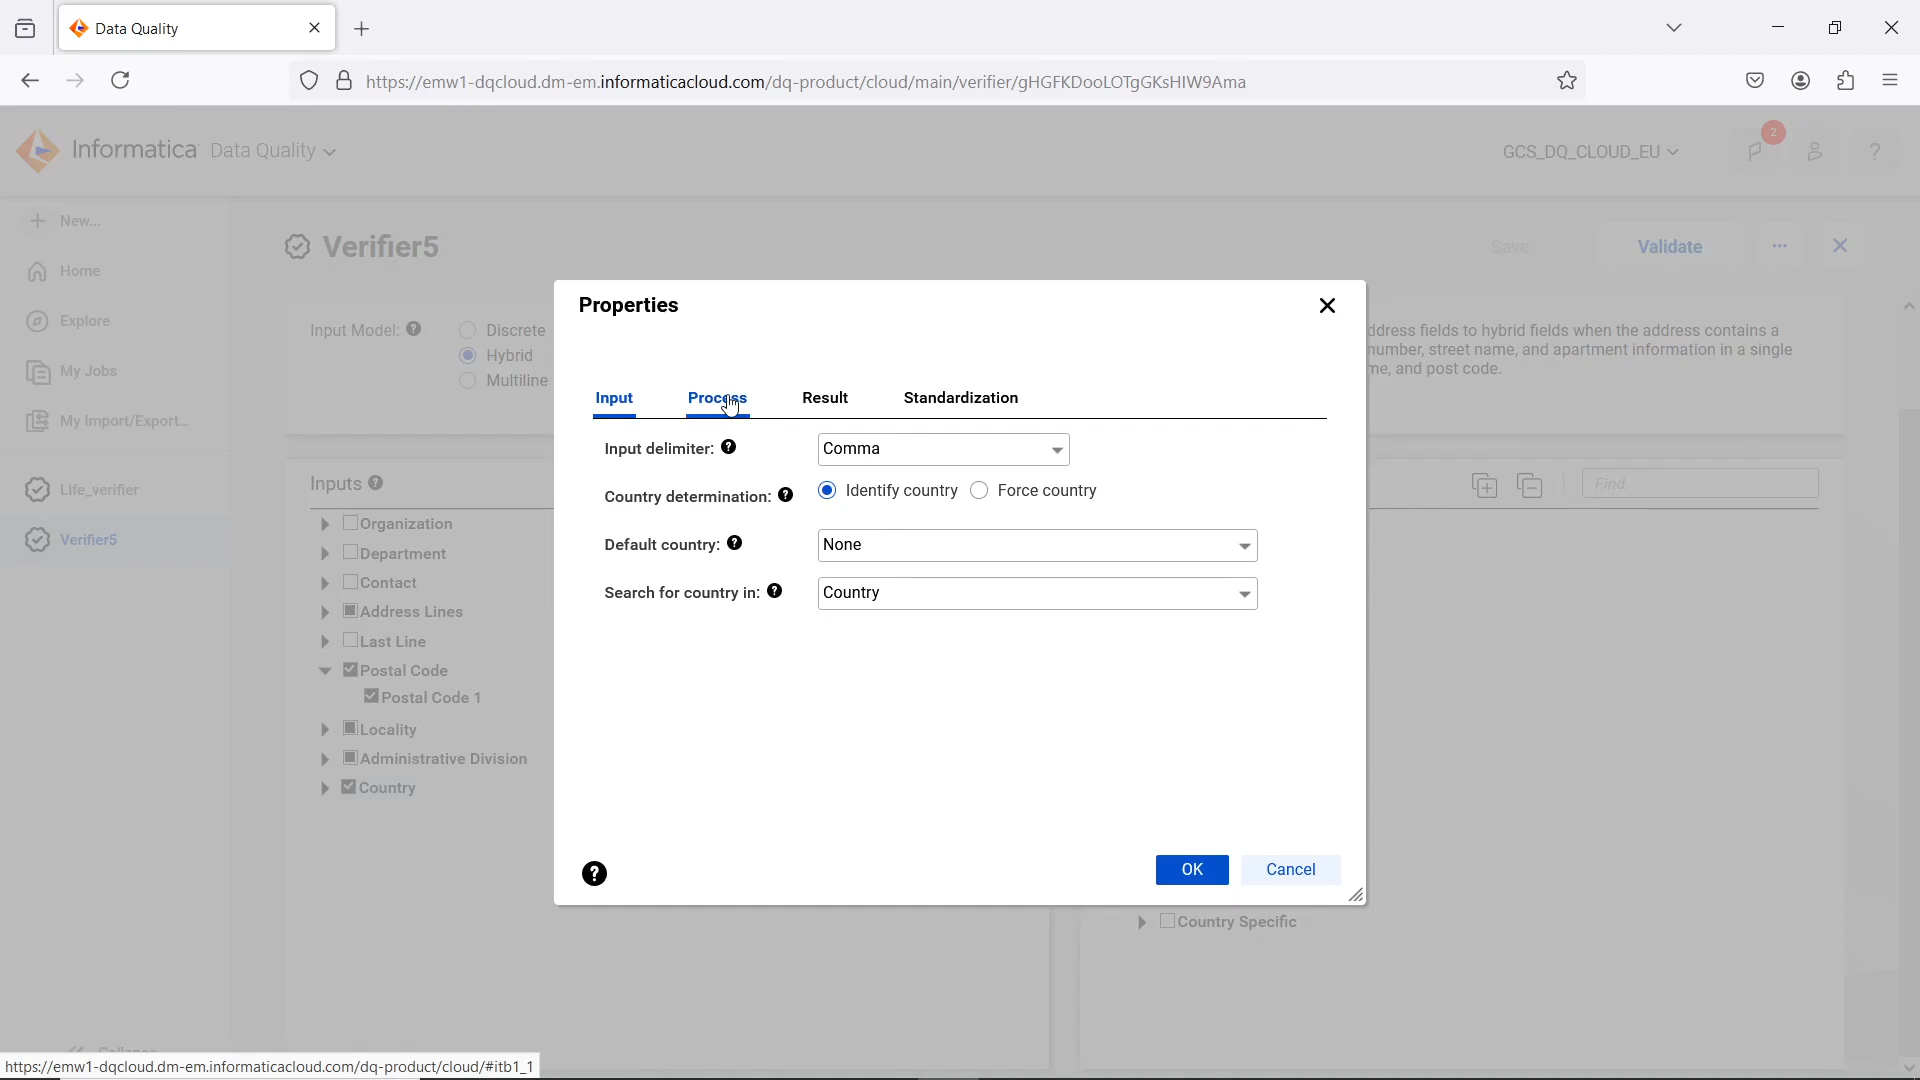 Data Quality
https://emw1-dqcloud.dm-em.informaticacloud.com/dq-product/cloud/main/verifier/gHGFKDooLOTgGKsHIW9Ama
Informatica Data Quality
GCS_DQ_CLOUD_EU
2
?
New...
Home
Explore
My Jobs
My Import/Export...
Life_verifier
Verifier5
Verifier5
Save
Validate
Input Model: ?
Discrete
Hybrid
Multiline
ddress fields to hybrid fields when the address contains a
number, street name, and apartment information in a single
me, and post code.
Inputs ?
Organization
Department
Contact
Address Lines
Last Line
Postal Code
Postal Code 1
Locality
Administrative Division
Country
Find
Country Specific
Properties
Input
Process
Result
Standardization
Input delimiter: ?
Comma
Country determination: ?
Identify country
Force country
Default country: ?
None
Search for country in: ?
Country
?
OK
Cancel
https://emw1-dqcloud.dm-em.informaticacloud.com/dq-product/cloud/#itb1_1